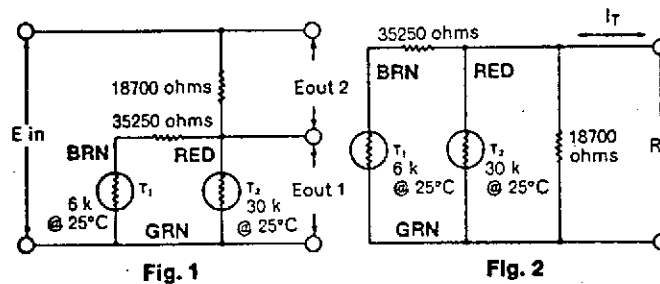 E in
18700 ohms
35250 ohms
BRN
RED
T₁
6 k
@ 25°C
T₂
30 k
@ 25°C
GRN
Eout 2
Eout 1
Fig. 1
35250 ohms
I_T
BRN
RED
T₁
6 k
@ 25°C
T₂
30 k
@ 25°C
18700
ohms
R
GRN
Fig. 2